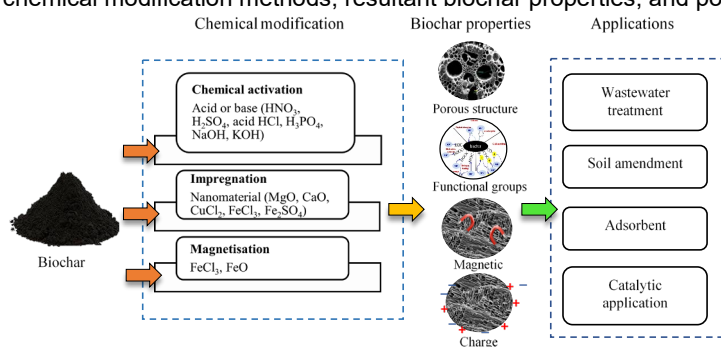 chemical modification methods, resultant biochar properties, and po
Chemical modification
Biochar properties
Applications
Chemical activation
Acid or base (HNO₃,
H₂SO₄, acid HCl, H₃PO₄,
NaOH, KOH)
Impregnation
Nanomaterial (MgO, CaO,
CuCl₂, FeCl₃, Fe₂SO₄)
Magnetisation
FeCl₃, FeO
Biochar
Porous structure
Functional groups
Magnetic
Charge
Wastewater
treatment
Soil amendment
Adsorbent
Catalytic
application